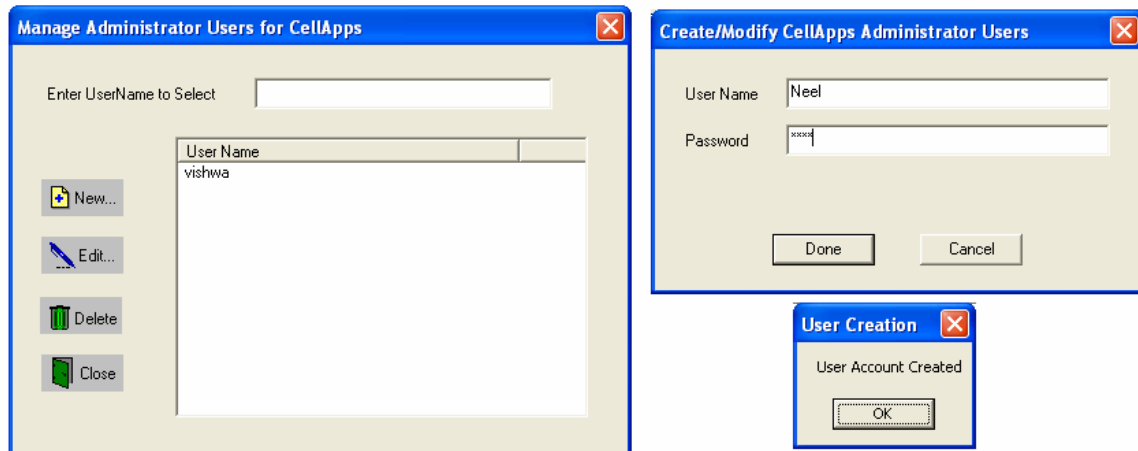 Manage Administrator Users for CellApps
Enter UserName to Select
User Name
vishwa
New...
Edit...
Delete
Close
Create/Modify CellApps Administrator Users
User Name
Neel
Password
xxxx
Done
Cancel
User Creation
User Account Created
OK